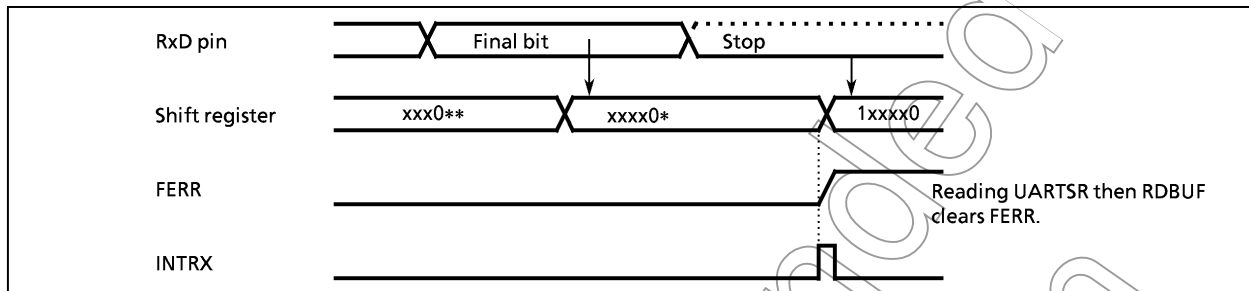 RxD pin Final bit Stop
Shift register xxx0** xxxx0* 1xxxx0
FERR
Reading UARTSR then RDBUF
clears FERR.
INTRX